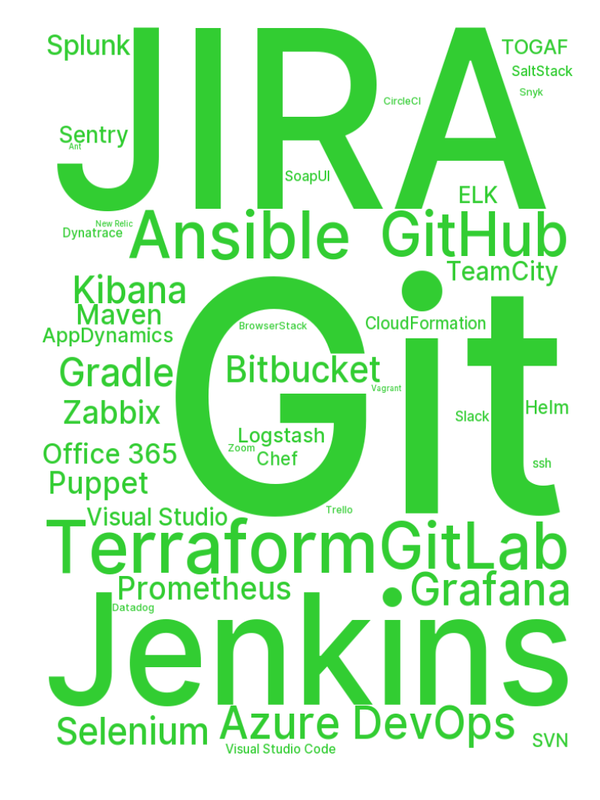 JIRA
Splunk
TOGAF
SaltStack
Snyk
CircleCI
Sentry
Ant
SoapUI
ELK
New Relic
Dynatrace
Ansible
GitHub
TeamCity
Kibana
Maven
AppDynamics
Git
BrowserStack
CloudFormation
Gradle
Bitbucket
Vagrant
Zabbix
Slack
Helm
Logstash
Zoom
Chef
Office 365
ssh
Puppet
Trello
Visual Studio
Terraform
GitLab
Prometheus
Grafana
Datadog
Jenkins
Selenium
Azure DevOps
SVN
Visual Studio Code